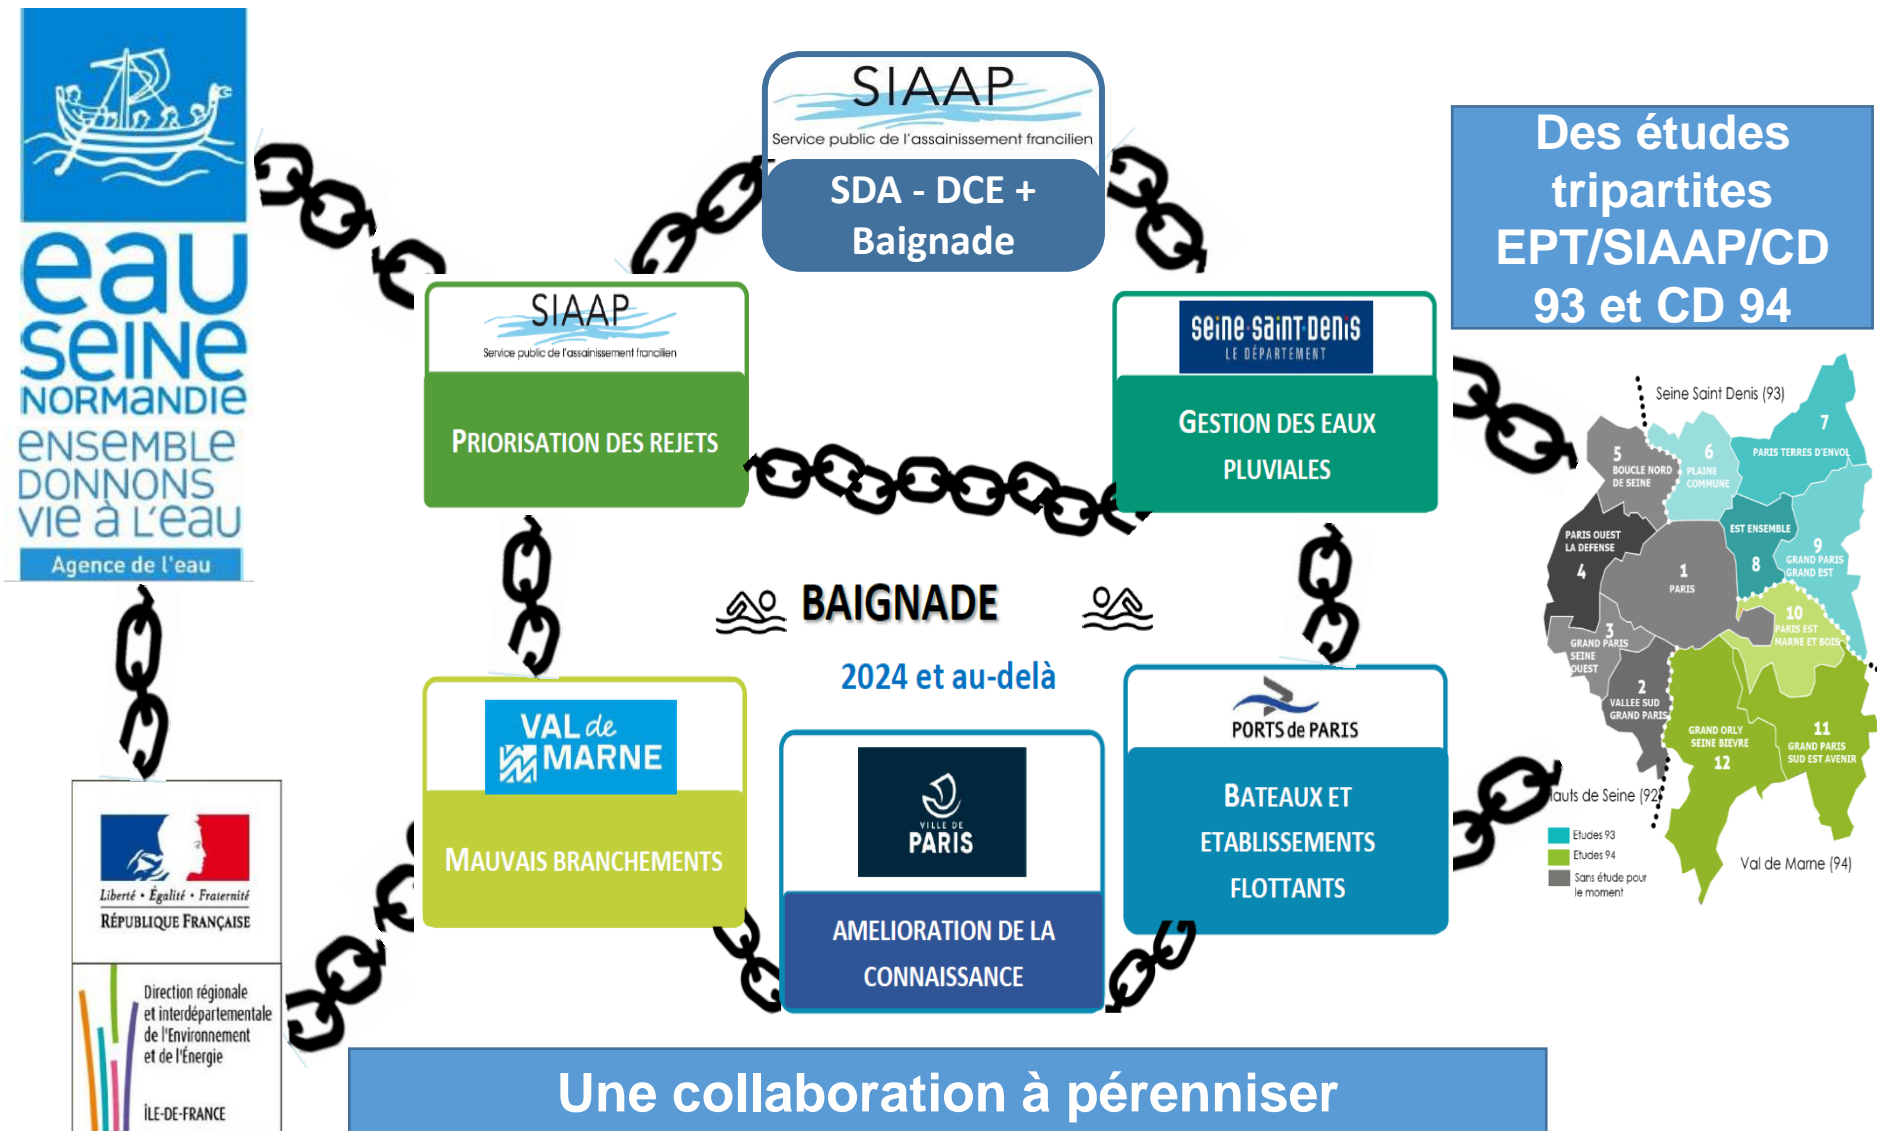 eau
seine
NORMANDIE
ENSEMBLE
DONNONS
VIE à L'eau
Agence de l'eau
SIAAP
Service public de l'assainissement francilien
SDA - DCE +
Baignade
Des études
tripartites
EPT/SIAAP/CD
93 et CD 94
SIAAP
Service public de l'assainissement francilien
PRIORISATION DES REJETS
seine-saint-denis
LE DÉPARTEMENT
GESTION DES EAUX
PLUVIALES
BAIGNADE
2024 et au-delà
VAL de
MARNE
MAUVAIS BRANCHEMENTS
VILLE DE
PARIS
AMELIORATION DE LA
CONNAISSANCE
PORTS de PARIS
BATEAUX ET
ETABLISSEMENTS
FLOTTANTS
Seine Saint Denis (93)
7
PARIS TERRES D'ENVOL
6
PLAINE
COMMUNE
5
BOUCLE NORD
DE SEINE
EST ENSEMBLE
8
9
GRAND PARIS
GRAND EST
PARIS OUEST
LA DEFENSE
4
1
PARIS
10
PARIS EST
MARNE ET BOIS
3
GRAND PARIS
SEINE
OUEST
2
VALLEE SUD
GRAND PARIS
GRAND ORLY
SEINE BIEVRE
12
11
GRAND PARIS
SUD EST AVENIR
Hauts de Seine (92)
Etudes 93
Etudes 94
Sans étude pour
le moment
Val de Marne (94)
Liberté • Égalité • Fraternité
RÉPUBLIQUE FRANÇAISE
Direction régionale
et interdépartementale
de l'Environnement
et de l'Énergie
ÎLE-DE-FRANCE
Une collaboration à pérenniser